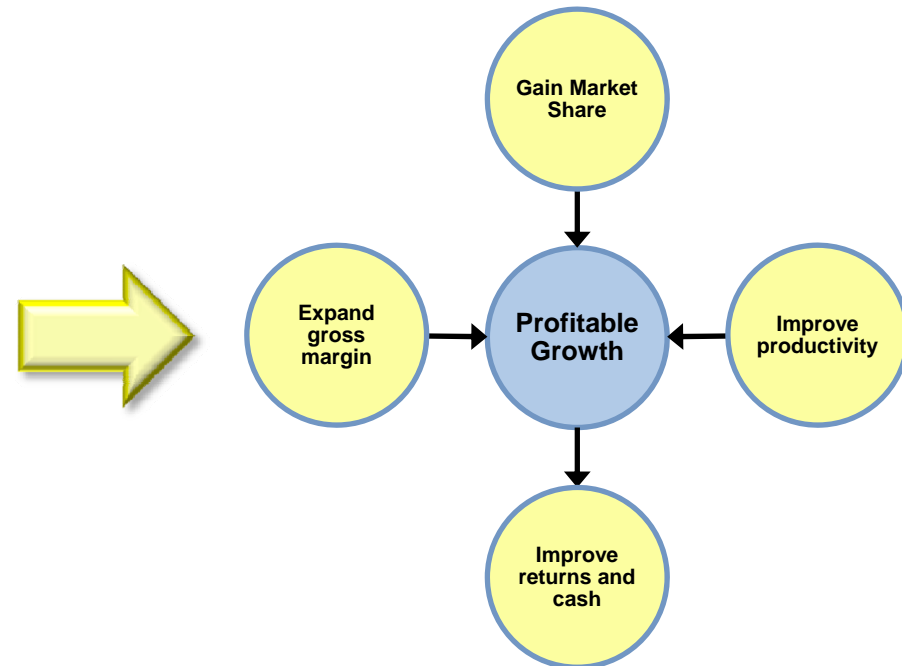 Gain Market
Share
Expand
gross
margin
Profitable
Growth
Improve
productivity
Improve
returns and
cash